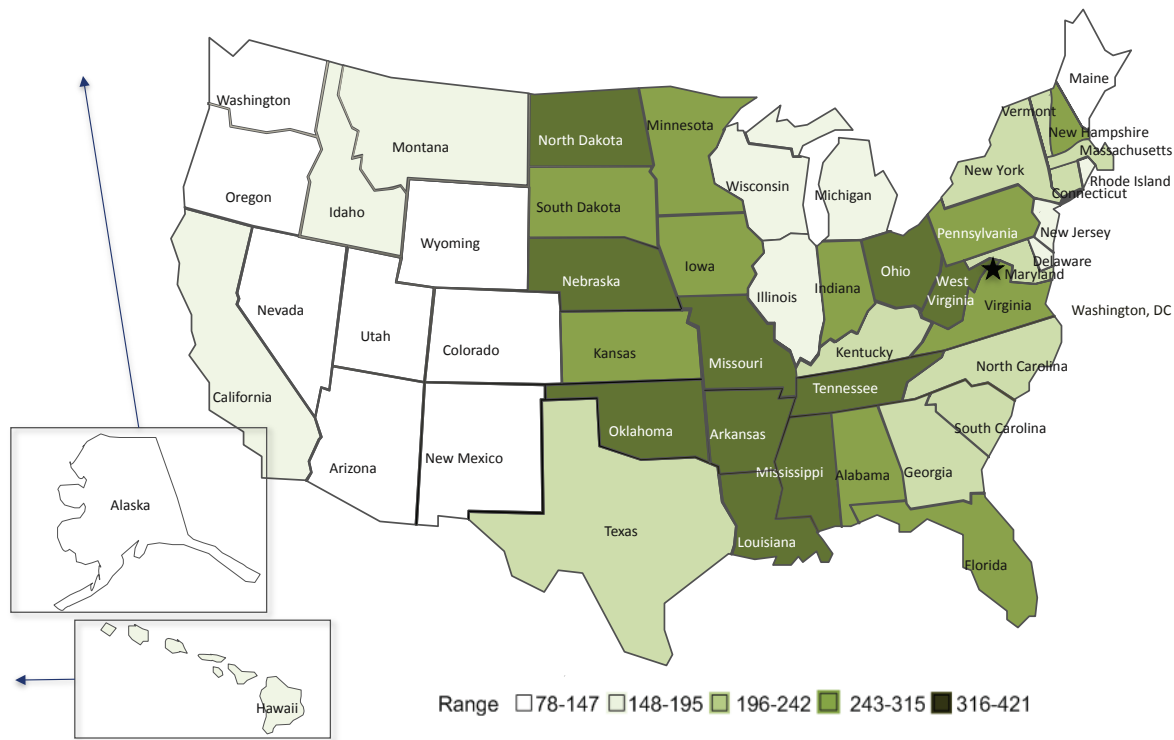 Maine
Washington
Vermont
Minnesota
New Hampshire
North Dakota
Montana
Massachusetts
New York
Rhode Island
Wisconsin
Connecticut
Michigan
Oregon
South Dakota
Idaho
New Jersey
Pennsylvania
Wyoming
Delaware
Iowa
Ohio
Maryland
Nebraska
West
Virginia
Indiana
Illinois
Virginia
Nevada
Washington, DC
Utah
Colorado
Kansas
Kentucky
Missouri
North Carolina
Tennessee
California
South Carolina
Oklahoma
Arkansas
New Mexico
Arizona
Mississippi
Alabama
Georgia
Alaska
Texas
Louisiana
Florida
Hawaii
Range 78-147 148-195 196-242 243-315 316-421